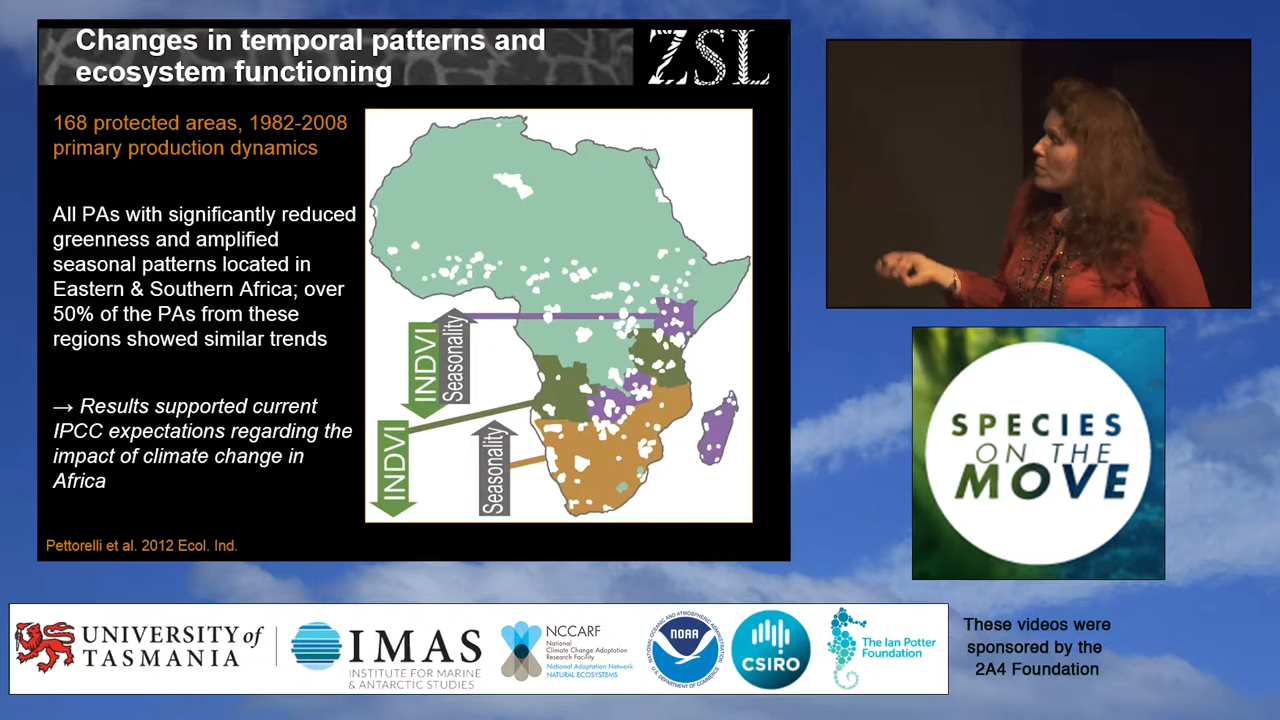 Changes in temporal patterns and
ecosystem functioning
ZSL
168 protected areas, 1982-2008
primary production dynamics
All PAs with significantly reduced
greenness and amplified
seasonal patterns located in
Eastern & Southern Africa; over
50% of the PAs from these
regions showed similar trends
→ Results supported current
IPCC expectations regarding the
impact of climate change in
Africa
Pettorelli et al. 2012 Ecol. Ind.
INDVI
Seasonality
INDVI
Seasonality
SPECIES
ON THE
MOVE
UNIVERSITY of
TASMANIA
IMAS
INSTITUTE FOR MARINE
& ANTARCTIC STUDIES
NCCARF
National
Climate Change Adaptation
Research Facility
National Adaptation Network
NATURAL ECOSYSTEMS
NATIONAL OCEANIC AND ATMOSPHERIC ADMINISTRATION
NOAA
U.S. DEPARTMENT OF COMMERCE
CSIRO
The Ian Potter
Foundation
These videos were
sponsored by the
2A4 Foundation